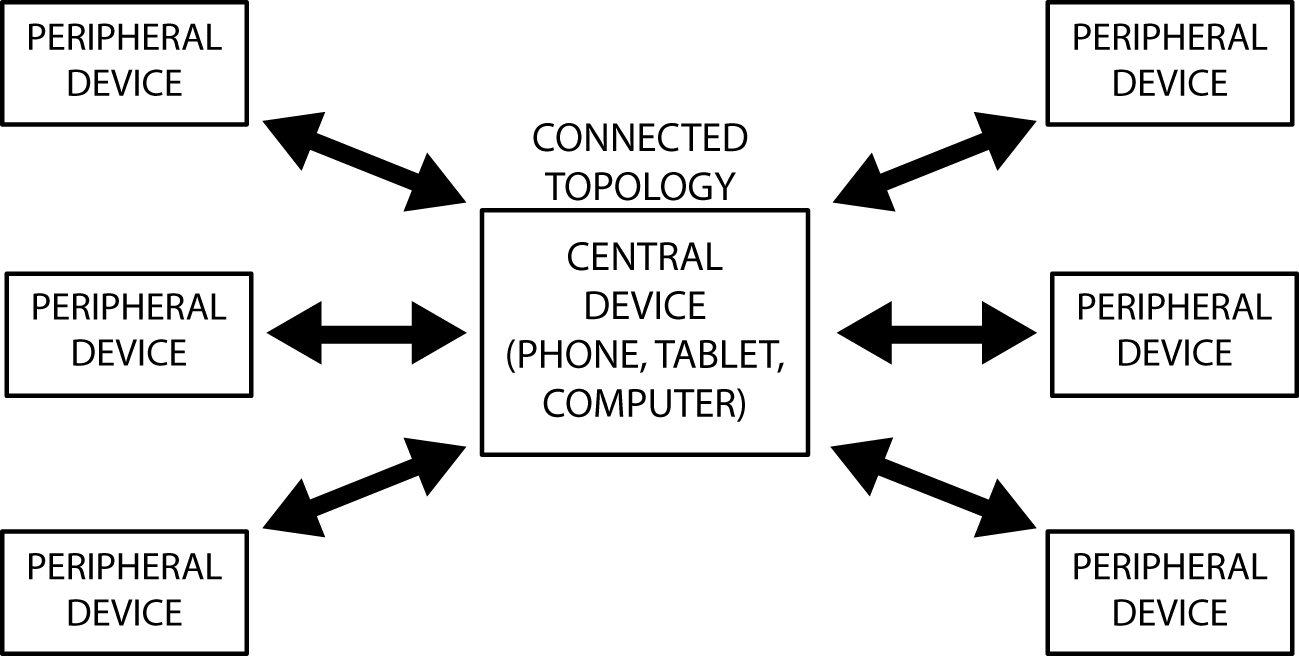 PERIPHERAL
DEVICE
PERIPHERAL
DEVICE
CONNECTED
TOPOLOGY
CENTRAL
DEVICE
(PHONE, TABLET,
COMPUTER)
PERIPHERAL
DEVICE
PERIPHERAL
DEVICE
PERIPHERAL
DEVICE
PERIPHERAL
DEVICE